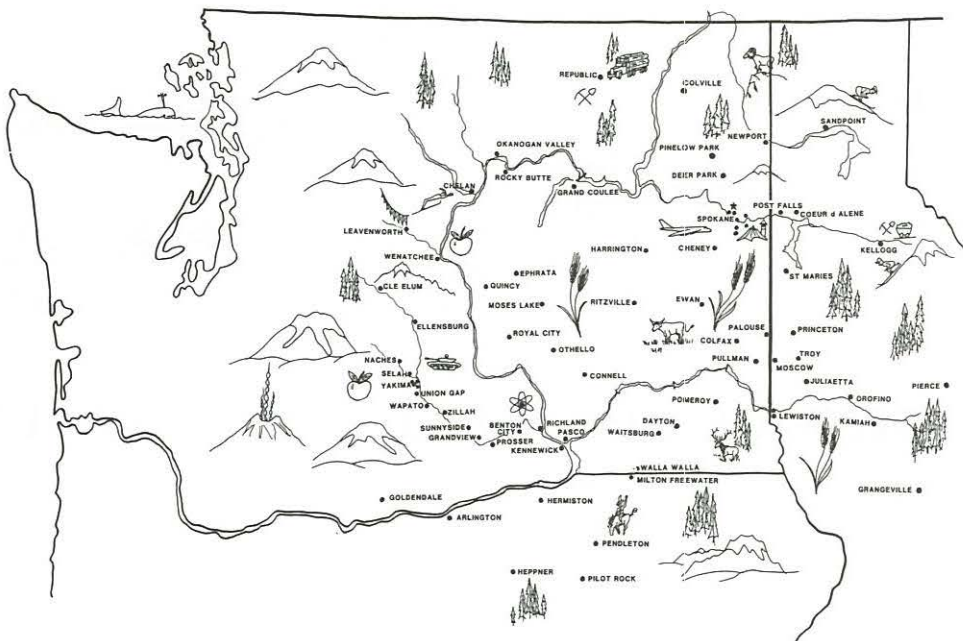 REPUBLIC
COLVILLE
SANDPOINT
NEWPORT
OKANOGAN VALLEY
PINELOW PARK
ROCKY BUTTE
DEER PARK
CHELAN
GRAND COULEE
POST FALLS
COEUR d ALENE
SPOKANE
LEAVENWORTH
HARRINGTON
CHENEY
KELLOGG
WENATCHEE
EPHRATA
ST MARIES
CLE ELUM
QUINCY
MOSES LAKE
RITZVILLE
EWAN
ELLENSBURG
ROYAL CITY
PALOUSE
PRINCETON
COLFAX
OTHELLO
NACHES
PULLMAN
TROY
MOSCOW
SELAH
CONNELL
YAKIMA
JULIAETTA
PIERCE
UNION GAP
POMEROY
OROFINO
WAPATO
ZILLAH
LEWISTON
KAMIAH
SUNNYSIDE
BENTON
CITY
RICHLAND
DAYTON
GRANDVIEW
PASCO
WAITSBURG
PROSSER
KENNEWICK
WALLA WALLA
MILTON FREEWATER
GOLDENDALE
HERMISTON
GRANGEVILLE
ARLINGTON
PENDLETON
HEPPNER
PILOT ROCK